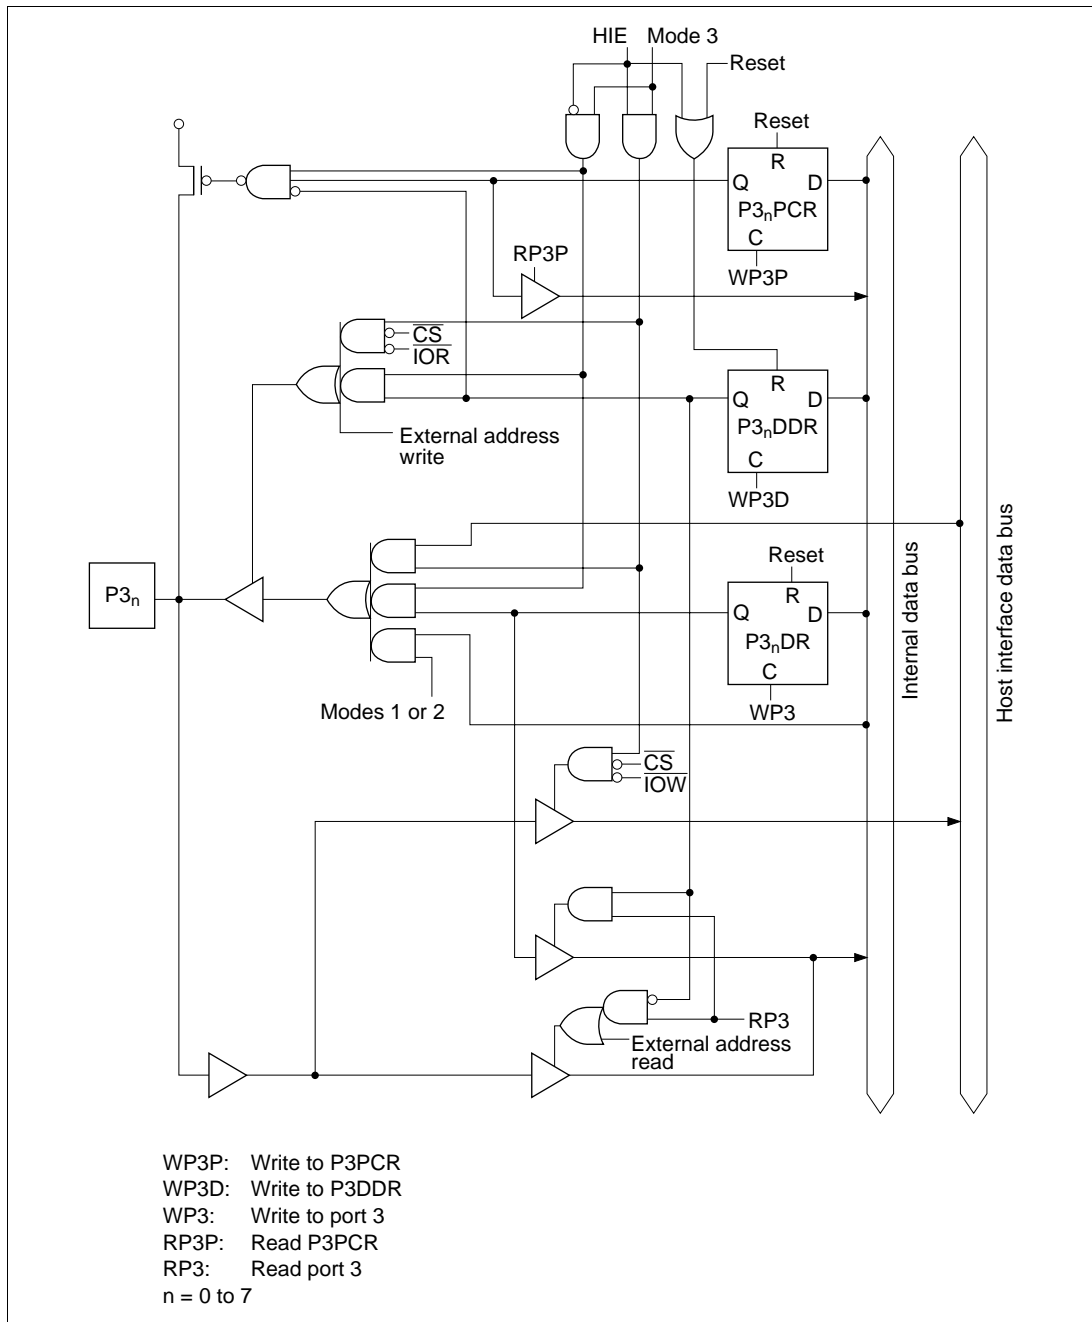 HIE Mode 3
Reset
Reset
R
Q D
P3nPCR
C
WP3P
RP3P
CS
IOR
R
Q D
P3nDDR
C
WP3D
External address
write
Reset
R
Q D
P3nDR
C
WP3
P3n
Modes 1 or 2
Internal data bus
Host interface data bus
CS
IOW
RP3
External address
read
WP3P: Write to P3PCR
WP3D: Write to P3DDR
WP3: Write to port 3
RP3P: Read P3PCR
RP3: Read port 3
n = 0 to 7